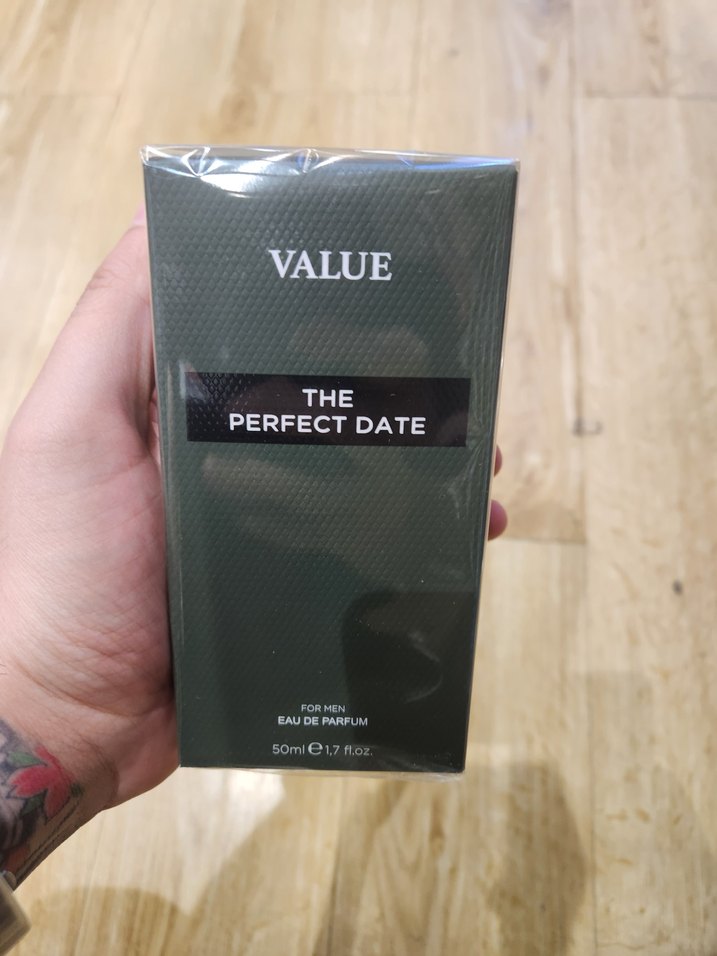 VALUE
THE
PERFECT DATE
FOR MEN
EAU DE PARFUM
50ml ℮ 1,7 fl.oz.